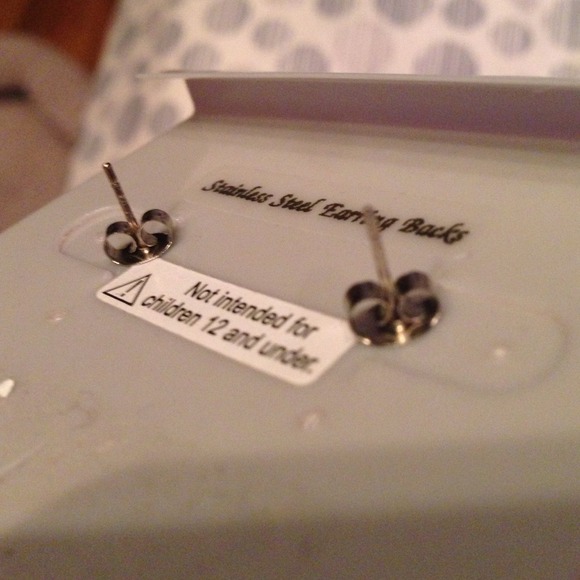 Stainless Steel Earring Backs
Not intended for
children 12 and under.